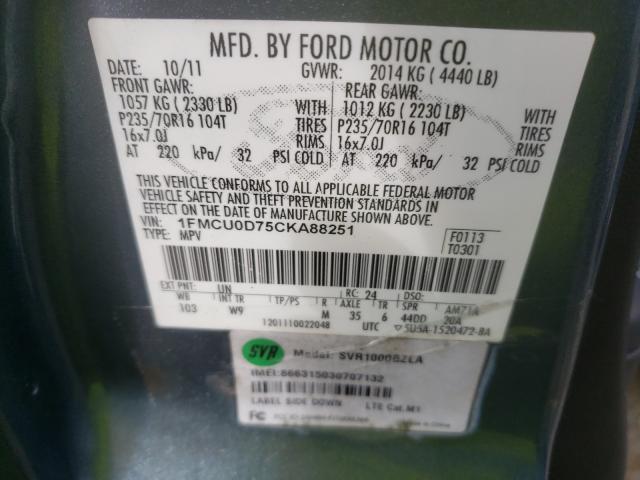 MFD. BY FORD MOTOR CO.
DATE: 10/11 GVWR: 2014 KG ( 4440 LB)
FRONT GAWR: REAR GAWR:
1057 KG ( 2330 LB) WITH 1012 KG ( 2230 LB) WITH
P235/70R16 104T TIRES P235/70R16 104T TIRES
16x7.0J RIMS 16x7.0J RIMS
AT 220 kPa/ 32 PSI COLD AT 220 kPa/ 32 PSI COLD
THIS VEHICLE CONFORMS TO ALL APPLICABLE FEDERAL MOTOR
VEHICLE SAFETY AND THEFT PREVENTION STANDARDS IN
EFFECT ON THE DATE OF MANUFACTURE SHOWN ABOVE.
VIN: 1FMCU0D75CKA88251
TYPE: MPV
F0113
T0301
EXT PNT: UN RC: 24 DSO:
WB INT TR TP/PS R AXLE TR SPR AM71A
103 W9 M 35 6 44DD 20A
1201110022048 UTC 5U5A-1520472-BA
SVR Model: SVR1000
IMEI:866315030707132
LABEL SIDE DOWN LTE Cat.M1
FC